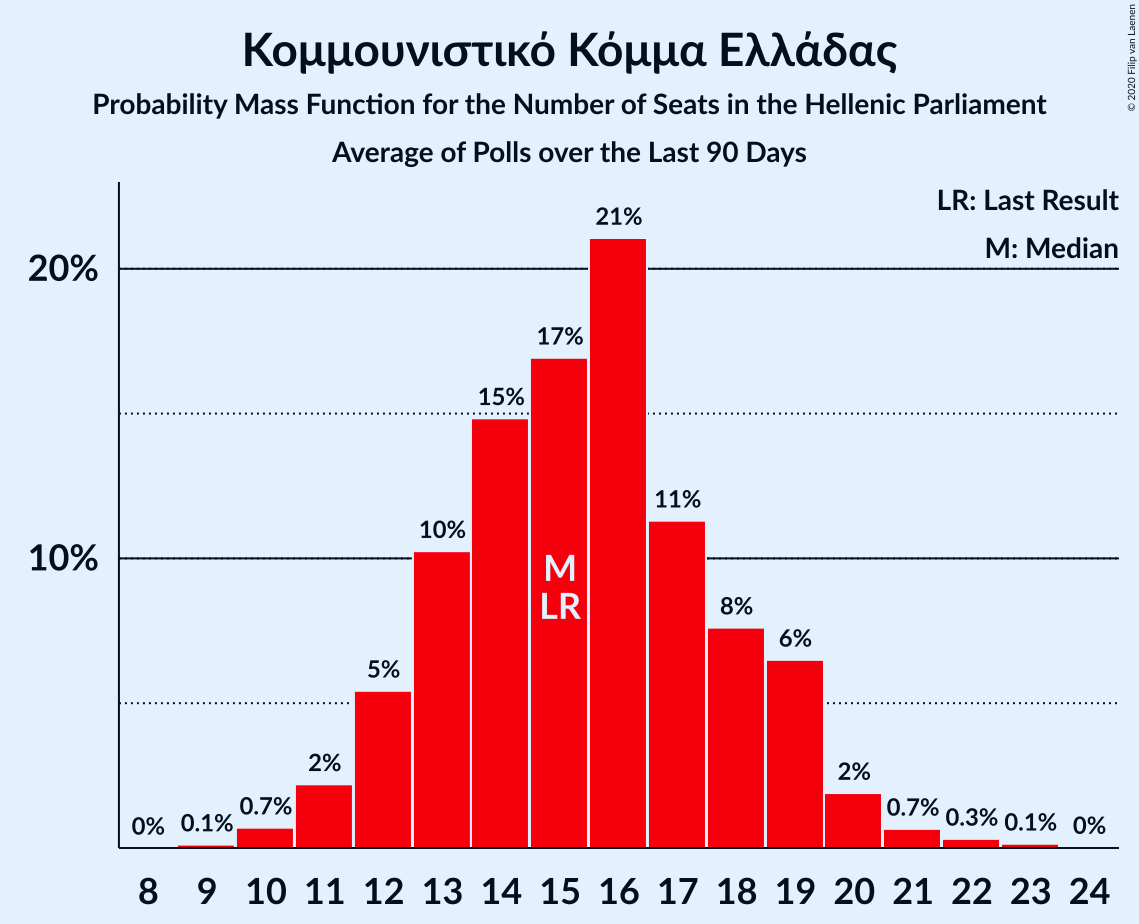 Κομμουνιστικό Κόμμα Ελλάδας
Probability Mass Function for the Number of Seats in the Hellenic Parliament
Average of Polls over the Last 90 Days
© 2020 Filip van Laenen
LR: Last Result
M: Median
20%
10%
0%
0.1%
0.7%
2%
5%
10%
15%
17%
21%
11%
8%
6%
2%
0.7%
0.3%
0.1%
0%
M
LR
8 9 10 11 12 13 14 15 16 17 18 19 20 21 22 23 24